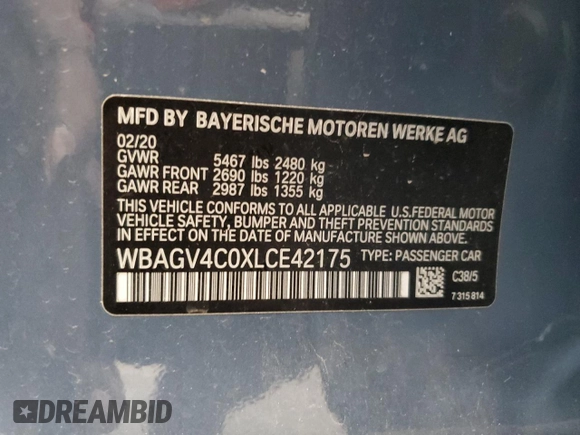 MFD BY BAYERISCHE MOTOREN WERKE AG
02/20
GVWR 5467 lbs 2480 kg
GAWR FRONT 2690 lbs 1220 kg
GAWR REAR 2987 lbs 1355 kg
THIS VEHICLE CONFORMS TO ALL APPLICABLE U.S.FEDERAL MOTOR
VEHICLE SAFETY, BUMPER AND THEFT PREVENTION STANDARDS
IN EFFECT ON THE DATE OF MANUFACTURE SHOWN ABOVE.
WBAGV4C0XLCE42175 TYPE: PASSENGER CAR
C38/5
7315814
DREAMBID